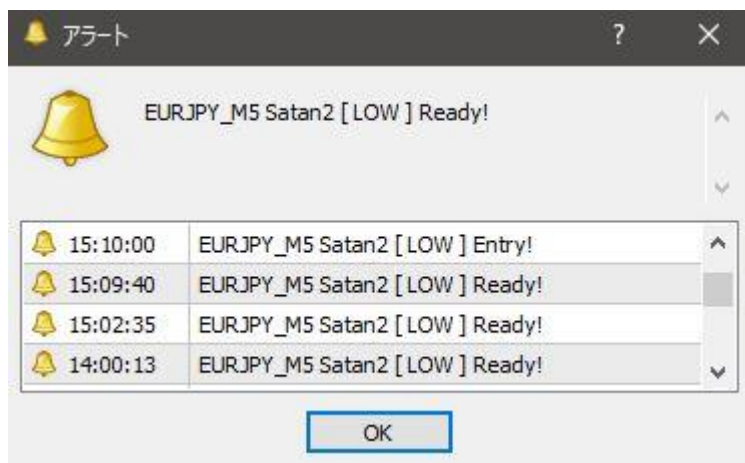 アラート ? ×
EURJPY_M5 Satan2 [ LOW ] Ready!
15:10:00 EURJPY_M5 Satan2 [ LOW ] Entry!
15:09:40 EURJPY_M5 Satan2 [ LOW ] Ready!
15:02:35 EURJPY_M5 Satan2 [ LOW ] Ready!
14:00:13 EURJPY_M5 Satan2 [ LOW ] Ready!
OK